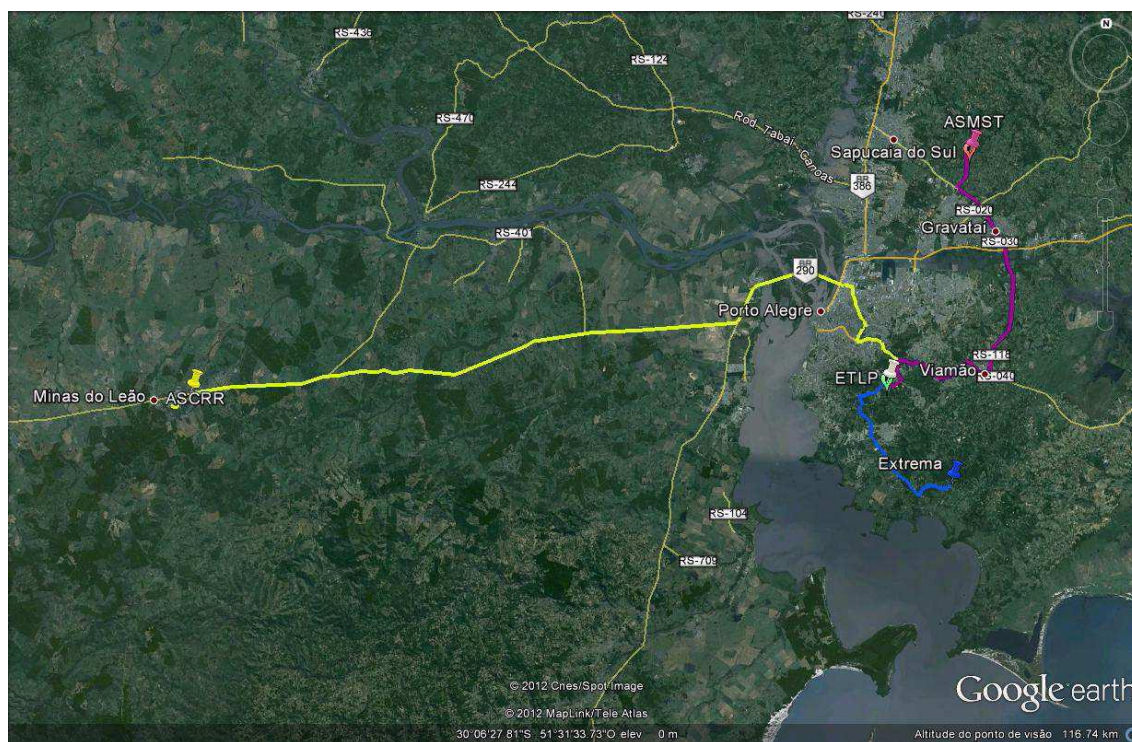 RS-240
N
RS-436
RS-124
RS-470
Rod. Tabaí Canoas
ASMST
Sapucaia do Sul
BR
386
RS-244
RS-020
Gravataí
RS-030
RS-401
BR
290
Porto Alegre
RS-118
Viamão
RS-040
ETLP
Minas do Leão
ASCRR
Extrema
RS-104
RS-709
© 2012 Cnes/Spot Image
Google earth
© 2012 MapLink/Tele Atlas
30°06'27.81"S 51°31'33.73"O elev 0 m
Altitude do ponto de visão 116.74 km